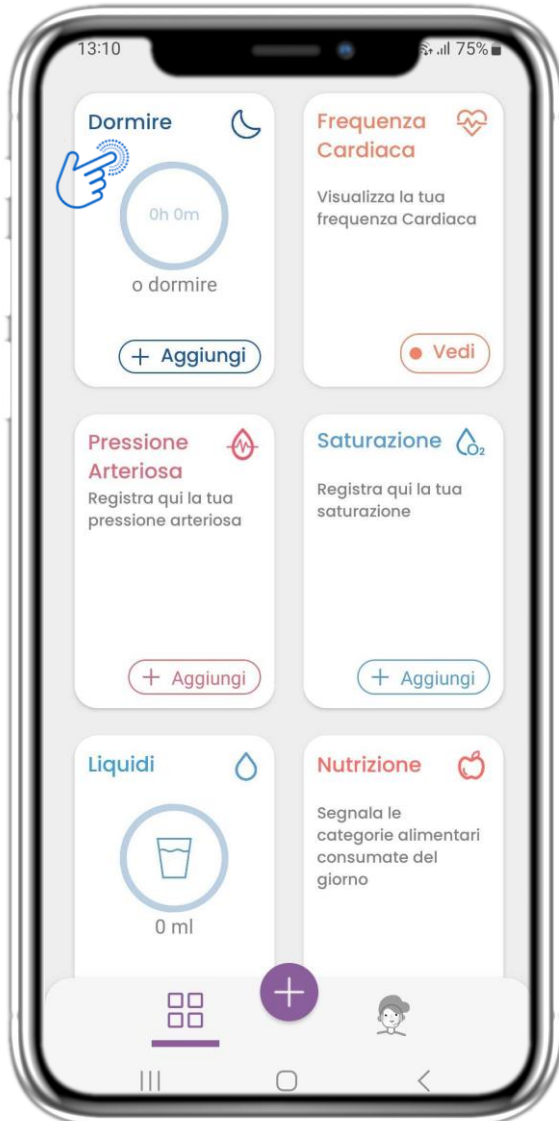 13:10
75%
Dormire
0h 0m
o dormire
+ Aggiungi
Frequenza
Cardiaca
Visualizza la tua
frequenza Cardiaca
Vedi
Pressione
Arteriosa
Registra qui la tua
pressione arteriosa
+ Aggiungi
Saturazione
O2
Registra qui la tua
saturazione
+ Aggiungi
Liquidi
0 ml
Nutrizione
Segnala le
categorie alimentari
consumate del
giorno